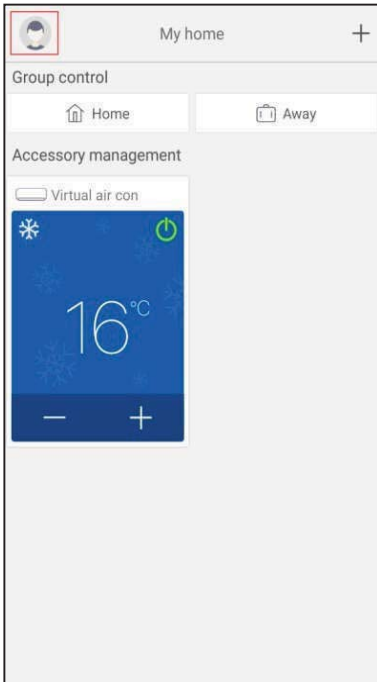 My home
+
Group control
Home Away
Accessory management
Virtual air con
16°C
− +